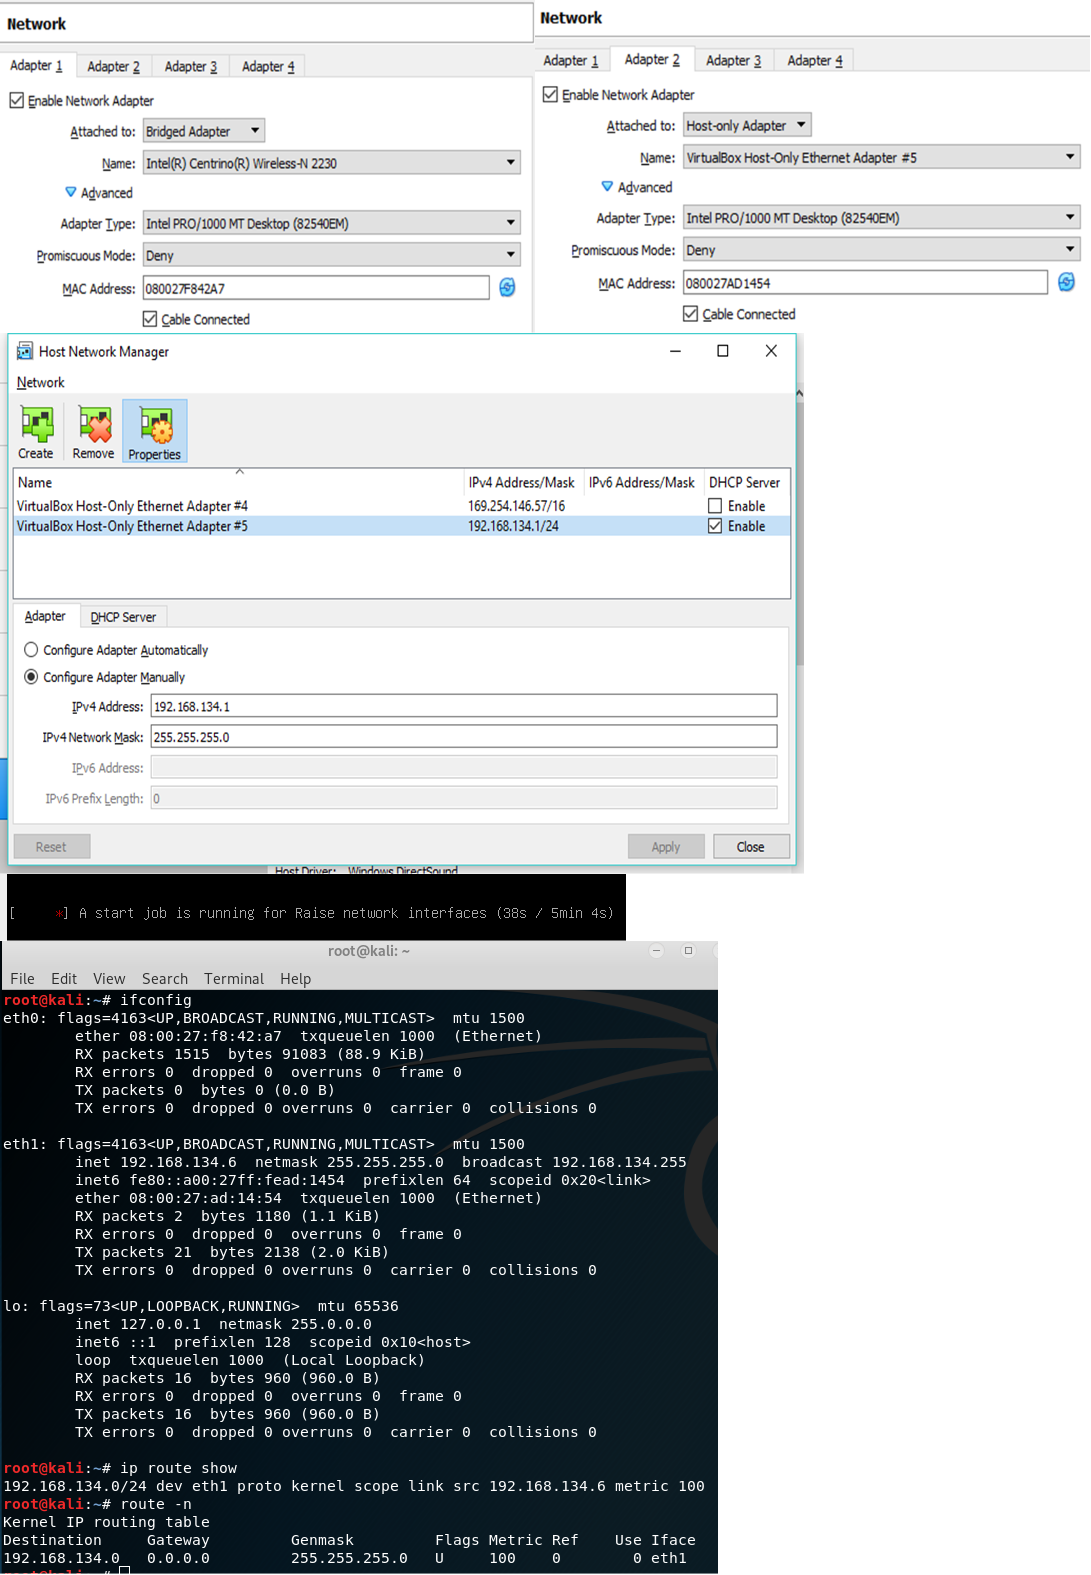 Network
Adapter 1 Adapter 2 Adapter 3 Adapter 4
Enable Network Adapter
Attached to: Bridged Adapter
Name: Intel(R) Centrino(R) Wireless-N 2230
Advanced
Adapter Type: Intel PRO/1000 MT Desktop (82540EM)
Promiscuous Mode: Deny
MAC Address: 080027F842A7
Cable Connected
Network
Adapter 1 Adapter 2 Adapter 3 Adapter 4
Enable Network Adapter
Attached to: Host-only Adapter
Name: VirtualBox Host-Only Ethernet Adapter #5
Advanced
Adapter Type: Intel PRO/1000 MT Desktop (82540EM)
Promiscuous Mode: Deny
MAC Address: 080027AD1454
Cable Connected
Host Network Manager
Network
Create Remove Properties
Name IPv4 Address/Mask IPv6 Address/Mask DHCP Server
VirtualBox Host-Only Ethernet Adapter #4 169.254.146.57/16 Enable
VirtualBox Host-Only Ethernet Adapter #5 192.168.134.1/24 Enable
Adapter DHCP Server
Configure Adapter Automatically
Configure Adapter Manually
IPv4 Address: 192.168.134.1
IPv4 Network Mask: 255.255.255.0
IPv6 Address:
IPv6 Prefix Length: 0
Reset Apply Close
Host Driver: Windows DirectSound
[ *] A start job is running for Raise network interfaces (38s / 5min 4s)
root@kali: ~
File Edit View Search Terminal Help
root@kali:~# ifconfig
eth0: flags=4163<UP,BROADCAST,RUNNING,MULTICAST> mtu 1500
ether 08:00:27:f8:42:a7 txqueuelen 1000 (Ethernet)
RX packets 1515 bytes 91083 (88.9 KiB)
RX errors 0 dropped 0 overruns 0 frame 0
TX packets 0 bytes 0 (0.0 B)
TX errors 0 dropped 0 overruns 0 carrier 0 collisions 0
eth1: flags=4163<UP,BROADCAST,RUNNING,MULTICAST> mtu 1500
inet 192.168.134.6 netmask 255.255.255.0 broadcast 192.168.134.255
inet6 fe80::a00:27ff:fead:1454 prefixlen 64 scopeid 0x20<link>
ether 08:00:27:ad:14:54 txqueuelen 1000 (Ethernet)
RX packets 2 bytes 1180 (1.1 KiB)
RX errors 0 dropped 0 overruns 0 frame 0
TX packets 21 bytes 2138 (2.0 KiB)
TX errors 0 dropped 0 overruns 0 carrier 0 collisions 0
lo: flags=73<UP,LOOPBACK,RUNNING> mtu 65536
inet 127.0.0.1 netmask 255.0.0.0
inet6 ::1 prefixlen 128 scopeid 0x10<host>
loop txqueuelen 1000 (Local Loopback)
RX packets 16 bytes 960 (960.0 B)
RX errors 0 dropped 0 overruns 0 frame 0
TX packets 16 bytes 960 (960.0 B)
TX errors 0 dropped 0 overruns 0 carrier 0 collisions 0
root@kali:~# ip route show
192.168.134.0/24 dev eth1 proto kernel scope link src 192.168.134.6 metric 100
root@kali:~# route -n
Kernel IP routing table
Destination Gateway Genmask Flags Metric Ref Use Iface
192.168.134.0 0.0.0.0 255.255.255.0 U 100 0 0 eth1